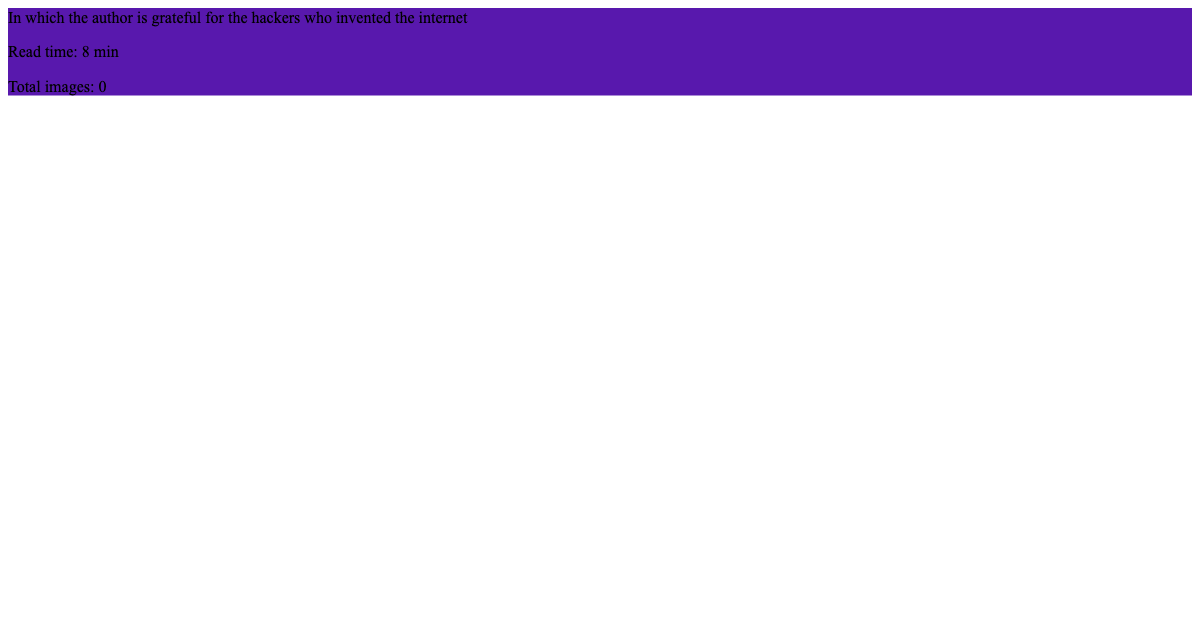 In which the author is grateful for the hackers who invented the internet
Read time: 8 min
Total images: 0